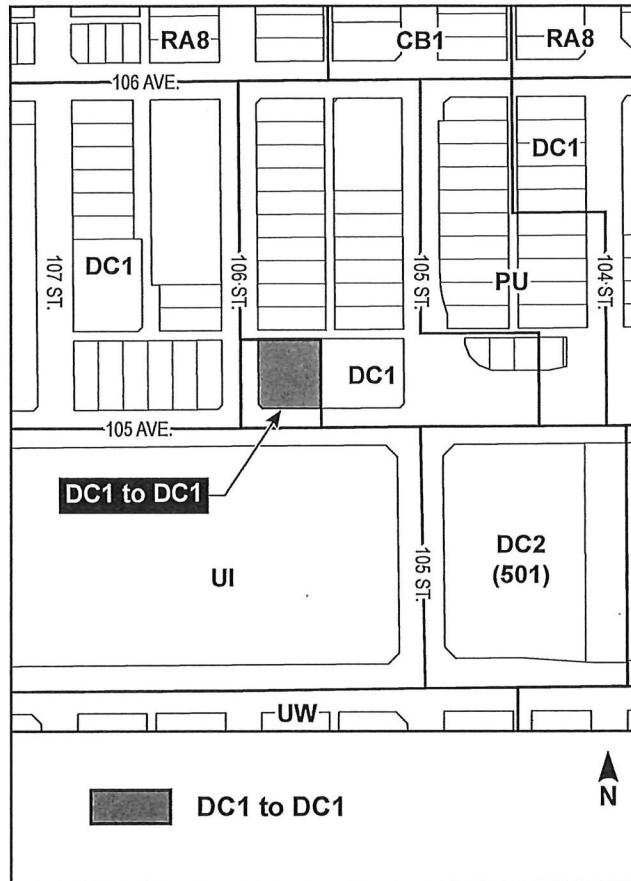 RA8
CB1
RA8
106 AVE.
DC1
107 ST.
DC1
106 ST.
105 ST.
PU
104 ST.
DC1
105 AVE.
DC1 to DC1
UI
105 ST.
DC2
(501)
UW
DC1 to DC1
N